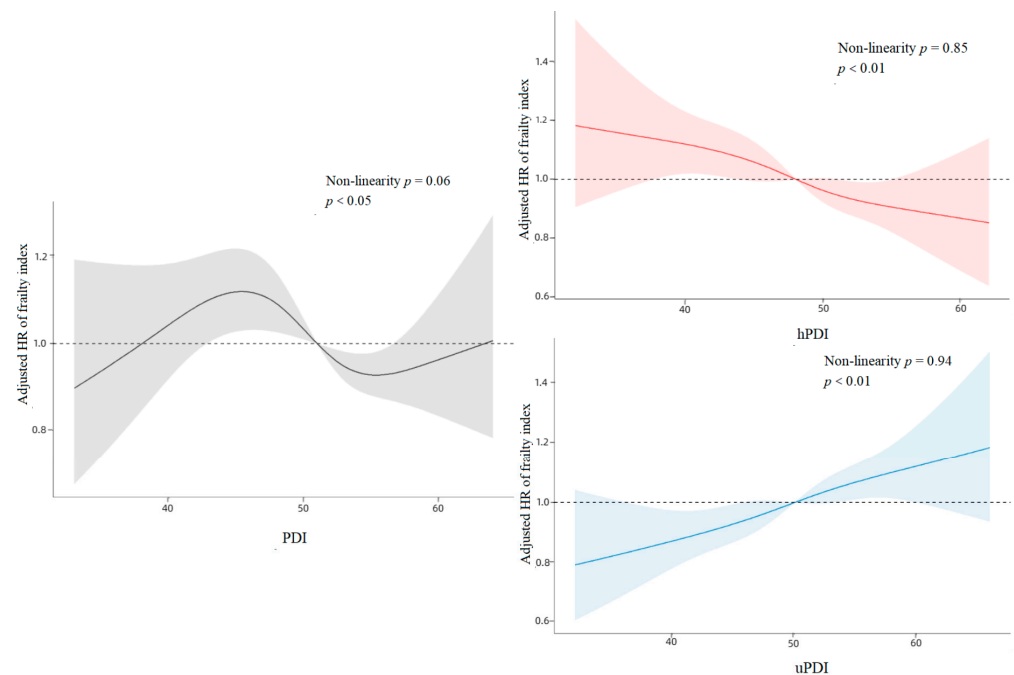 Non-linearity p = 0.06
p < 0.05
Adjusted HR of frailty index
1.2
1.0
0.8
40 50 60
PDI
Non-linearity p = 0.85
p < 0.01
Adjusted HR of frailty index
1.4
1.2
1.0
0.8
0.6
40 50 60
hPDI
Non-linearity p = 0.94
p < 0.01
Adjusted HR of frailty index
1.4
1.2
1.0
0.8
0.6
40 50 60
uPDI